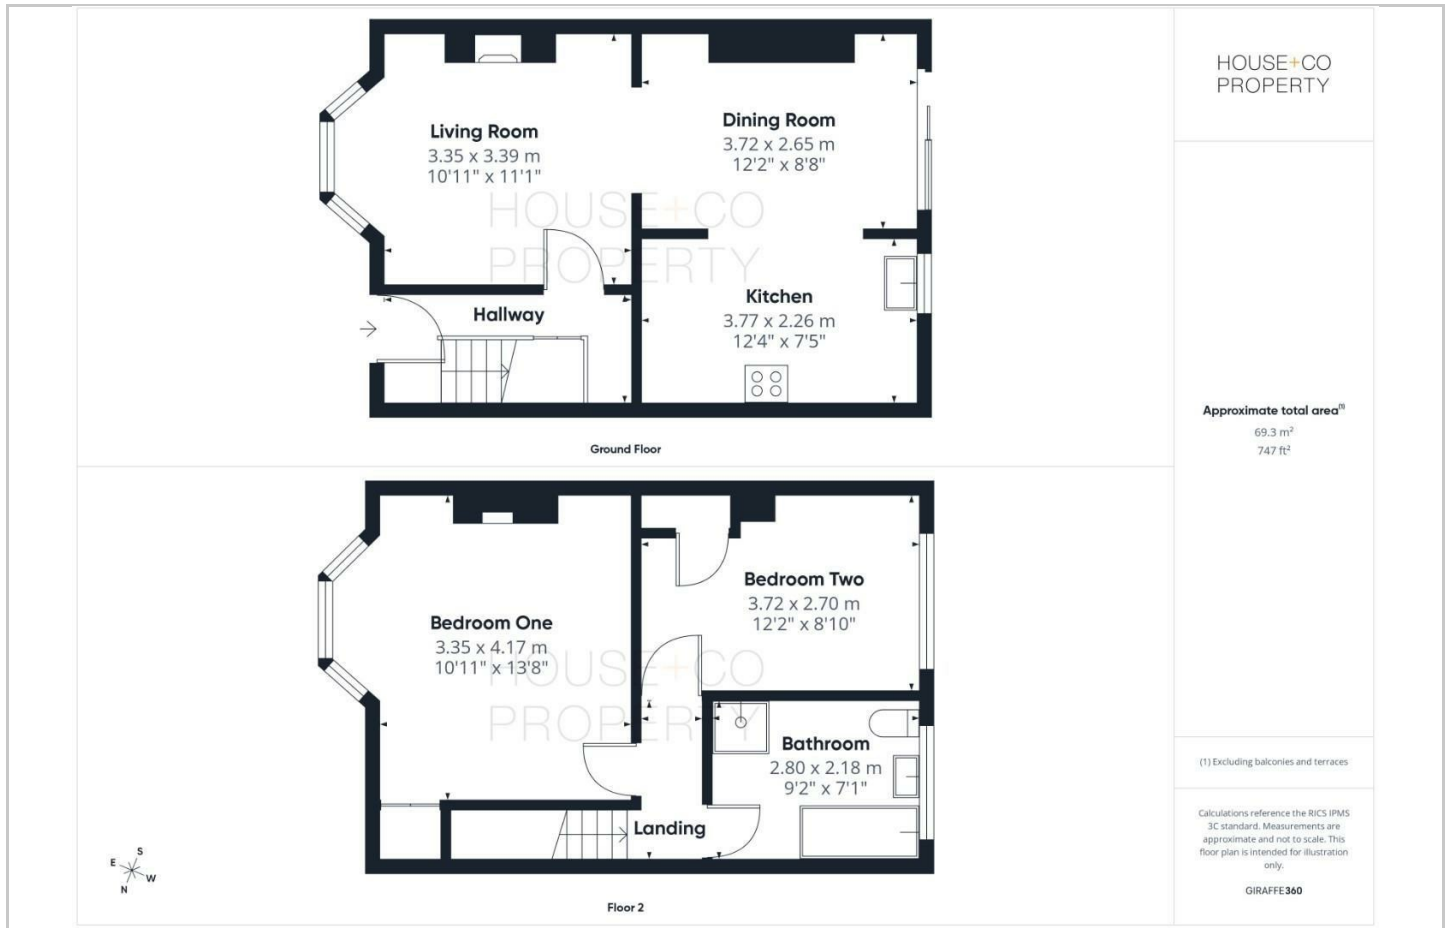 HOUSE+CO
PROPERTY
Living Room
3.35 x 3.39 m
10'11" x 11'1"
Dining Room
3.72 x 2.65 m
12'2" x 8'8"
HOUSE+CO
PROPERTY
Hallway
Kitchen
3.77 x 2.26 m
12'4" x 7'5"
Ground Floor
Approximate total area(1)
69.3 m²
747 ft²
Bedroom One
3.35 x 4.17 m
10'11" x 13'8"
Bedroom Two
3.72 x 2.70 m
12'2" x 8'10"
HOUSE+CO
PROPERTY
Bathroom
2.80 x 2.18 m
9'2" x 7'1"
Landing
S
E
W
N
Floor 2
(1) Excluding balconies and terraces
Calculations reference the RICS IPMS
3C standard. Measurements are
approximate and not to scale. This
floor plan is intended for illustration
only.
GIRAFFE360